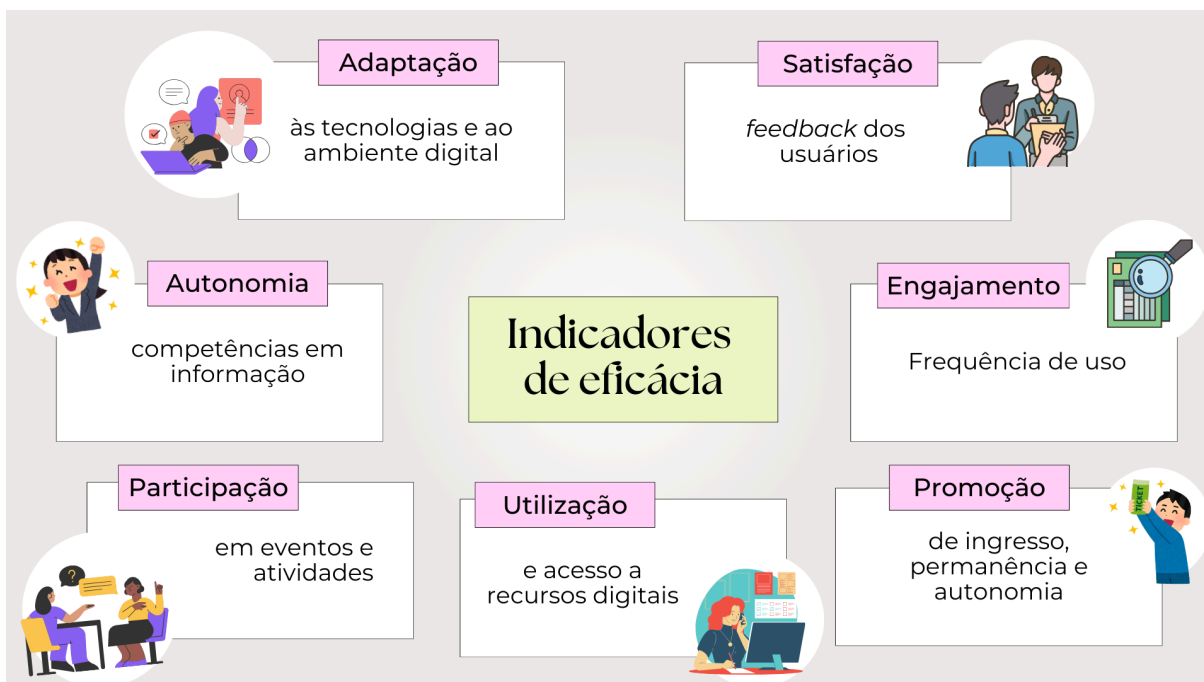 Adaptação
às tecnologias e ao
ambiente digital
Satisfação
feedback dos
usuários
Autonomia
competências em
informação
Indicadores
de eficácia
Engajamento
Frequência de uso
Participação
em eventos e
atividades
Utilização
e acesso a
recursos digitais
Promoção
de ingresso,
permanência e
autonomia
TICKET
?
i